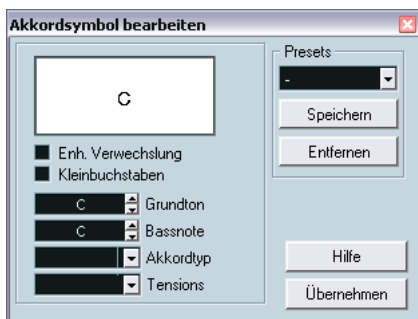 Akkordsymbol bearbeiten
C
Enh. Verwechslung
Kleinbuchstaben
C Grundton
C Bassnote
Akkordtyp
Tensions
Presets
-
Speichern
Entfernen
Hilfe
Übernehmen